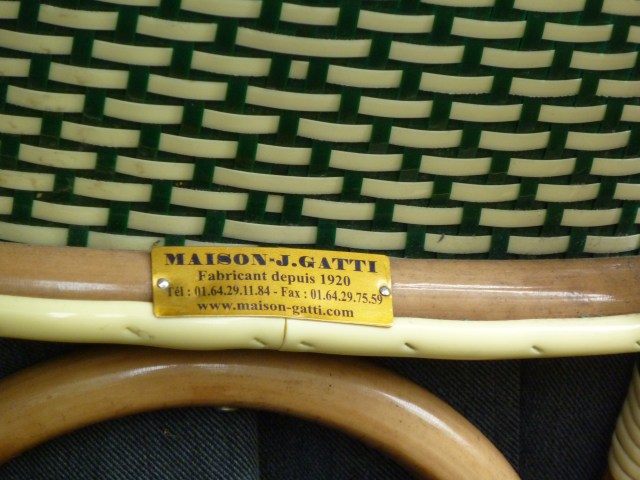 MAISON-J.GATTI
Fabricant depuis 1920
Tél : 01.64.29.11.84 - Fax : 01.64.29.75.59
www.maison-gatti.com